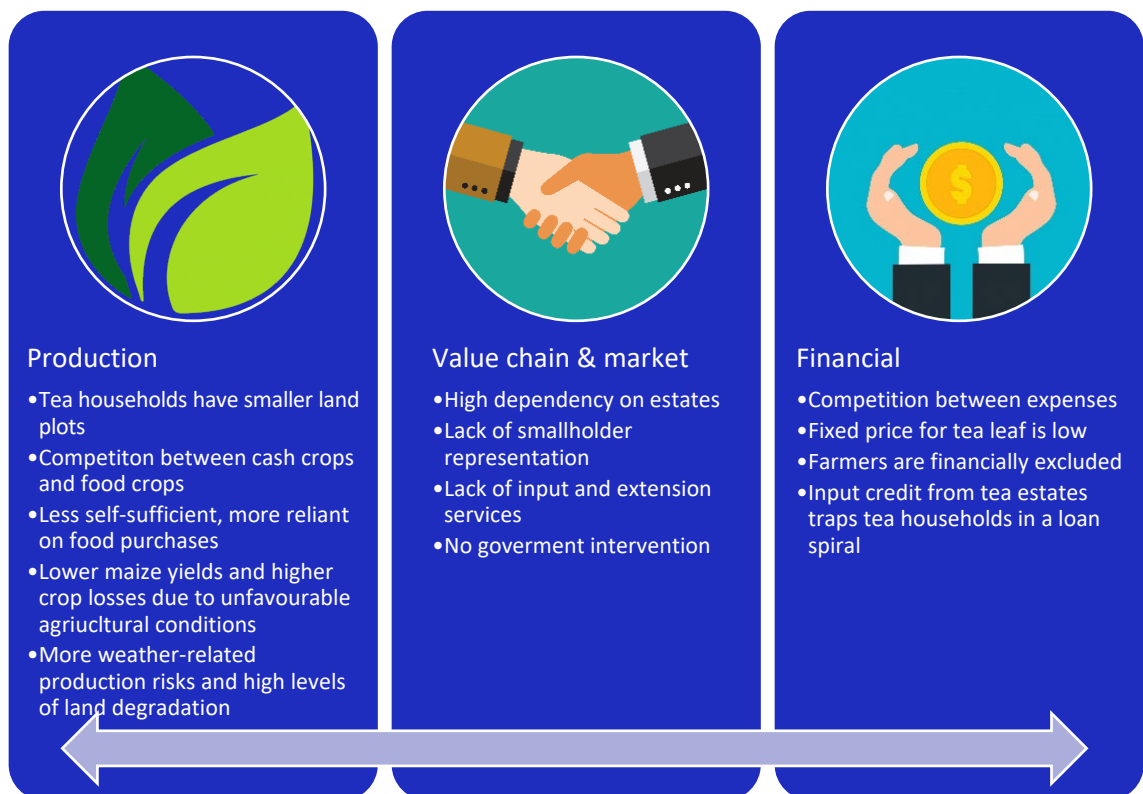 Production
•Tea households have smaller land
plots
•Competiton between cash crops
and food crops
•Less self-sufficient, more reliant
on food purchases
•Lower maize yields and higher
crop losses due to unfavourable
agriucltural conditions
•More weather-related
production risks and high levels
of land degradation
Value chain & market
•High dependency on estates
•Lack of smallholder
representation
•Lack of input and extension
services
•No goverment intervention
Financial
•Competition between expenses
•Fixed price for tea leaf is low
•Farmers are financially excluded
•Input credit from tea estates
traps tea households in a loan
spiral
$